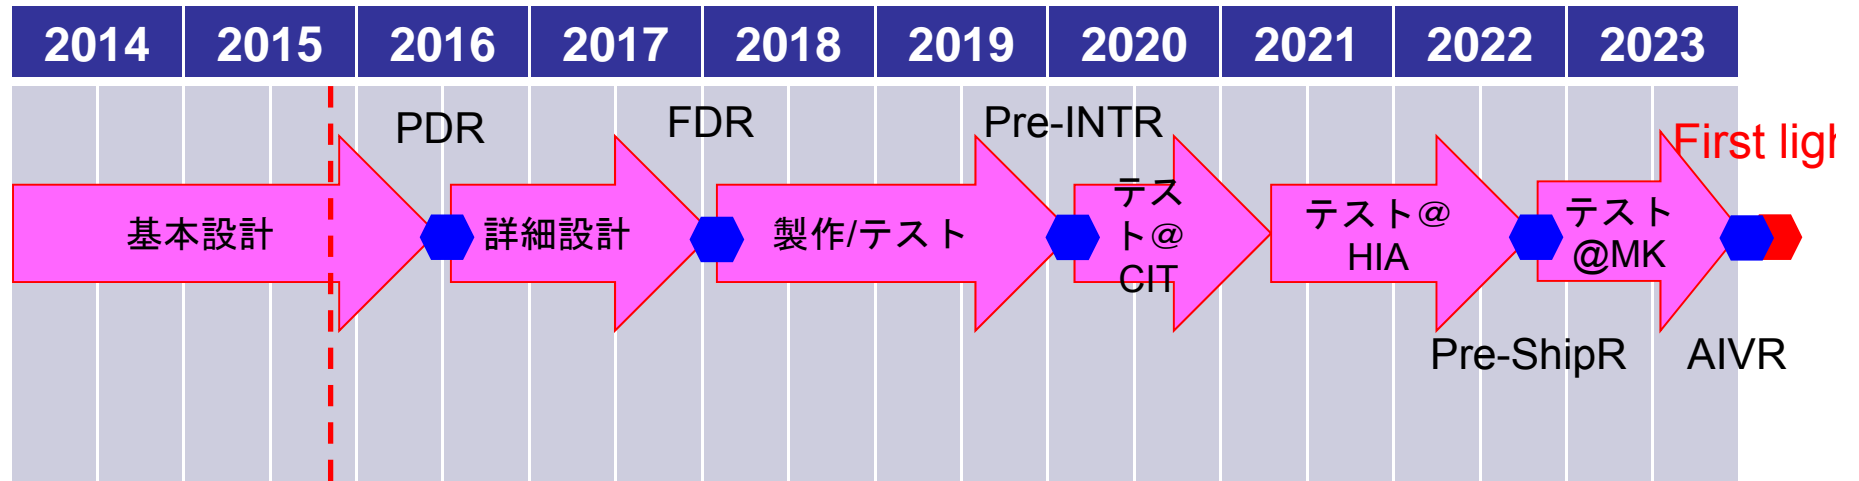 2014 2015 2016 2017 2018 2019 2020 2021 2022 2023
PDR FDR Pre-INTR
First ligh
基本設計
詳細設計
製作/テスト
テス
ト@
CIT
テスト@
HIA
テスト
@MK
Pre-ShipR AIVR